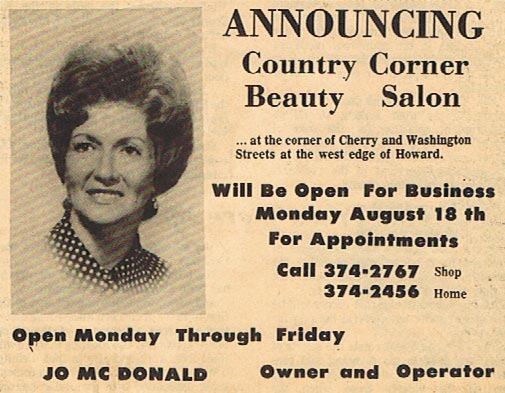 ANNOUNCING
Country Corner
Beauty Salon
... at the corner of Cherry and Washington
Streets at the west edge of Howard.
Will Be Open For Business
Monday August 18 th
For Appointments
Call 374-2767 Shop
374-2456 Home
Open Monday Through Friday
JO MC DONALD Owner and Operator